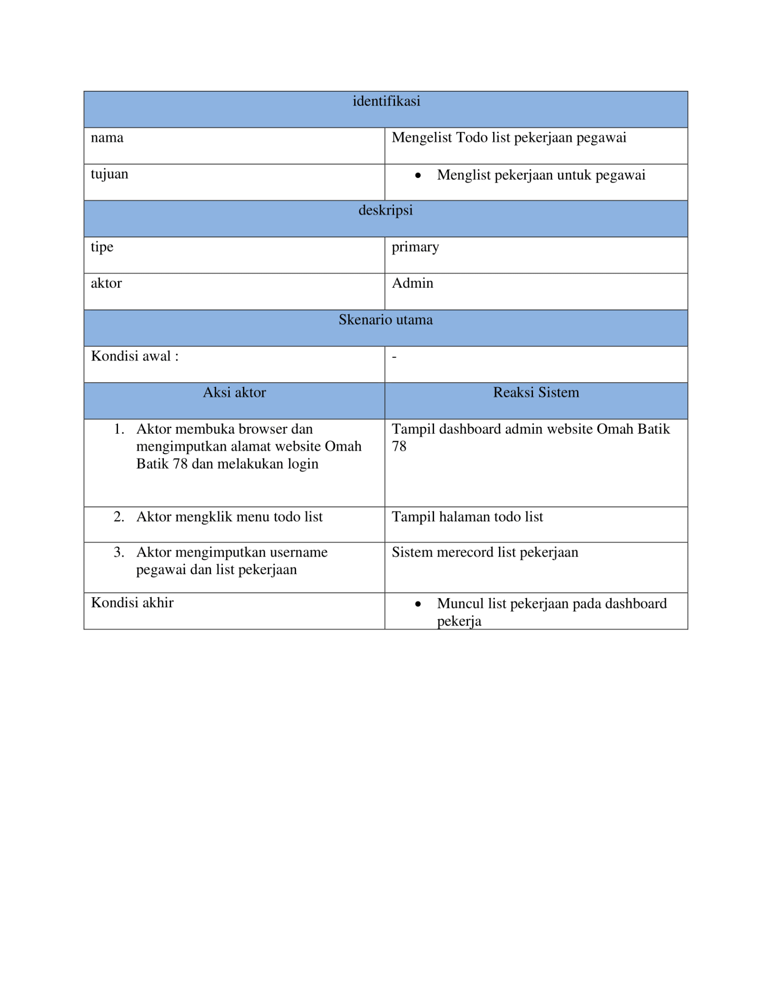 identifikasi
nama
Mengelist Todo list pekerjaan pegawai
tujuan
• Menglist pekerjaan untuk pegawai
deskripsi
tipe
primary
aktor
Admin
Skenario utama
Kondisi awal :
-
Aksi aktor
Reaksi Sistem
1. Aktor membuka browser dan
mengimputkan alamat website Omah
Batik 78 dan melakukan login
Tampil dashboard admin website Omah Batik
78
2. Aktor mengklik menu todo list
Tampil halaman todo list
3. Aktor mengimputkan username
pegawai dan list pekerjaan
Sistem merecord list pekerjaan
Kondisi akhir
• Muncul list pekerjaan pada dashboard
pekerja